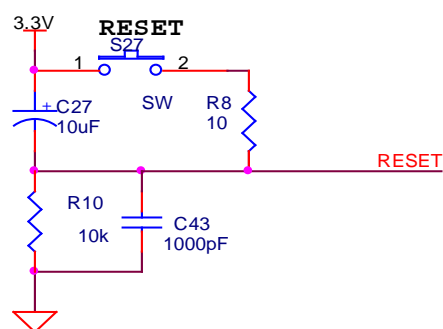 3.3V
RESET
S27
1
2
+
C27
10uF
SW
R8
10
RESET
R10
10k
C43
1000pF